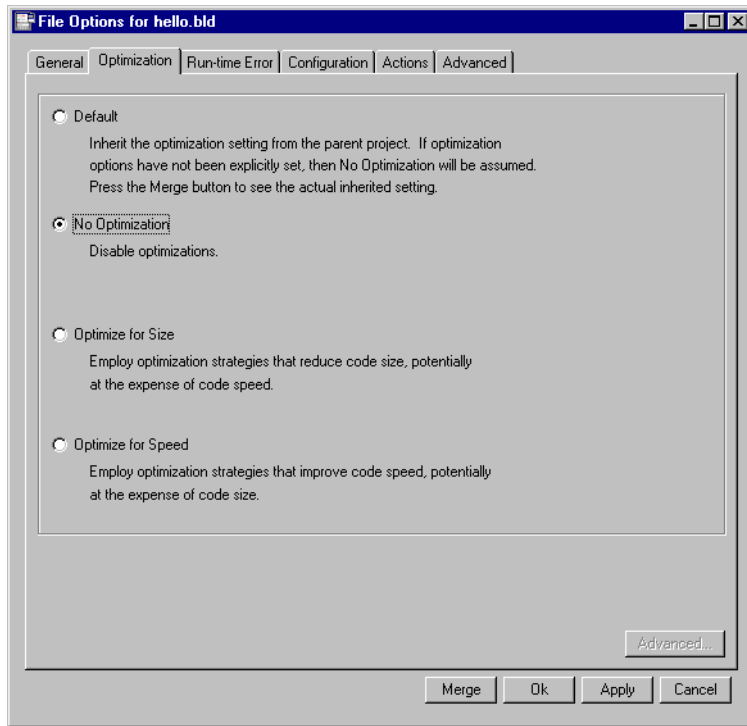 File Options for hello.bld
General Optimization Run-time Error Configuration Actions Advanced
Default
Inherit the optimization setting from the parent project. If optimization
options have not been explicitly set, then No Optimization will be assumed.
Press the Merge button to see the actual inherited setting.
No Optimization
Disable optimizations.
Optimize for Size
Employ optimization strategies that reduce code size, potentially
at the expense of code speed.
Optimize for Speed
Employ optimization strategies that improve code speed, potentially
at the expense of code size.
Advanced...
Merge Ok Apply Cancel